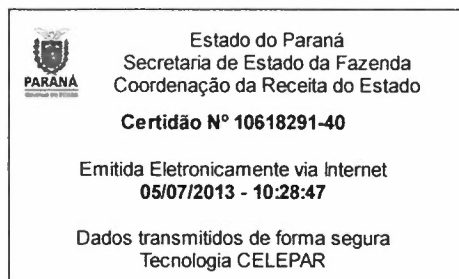 Estado do Paraná
Secretaria de Estado da Fazenda
PARANÁ
Coordenação da Receita do Estado
Certidão Nº 10618291-40
Emitida Eletronicamente via Internet
05/07/2013 - 10:28:47
Dados transmitidos de forma segura
Tecnologia CELEPAR